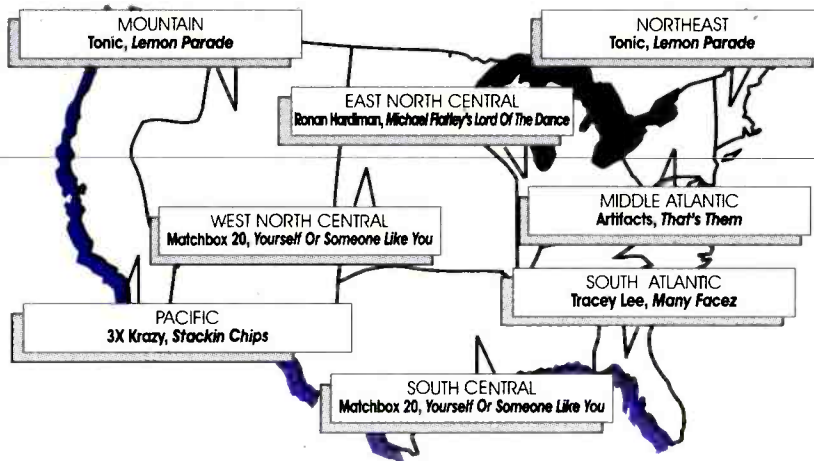 MOUNTAIN
Tonic, Lemon Parade
NORTHEAST
Tonic, Lemon Parade
EAST NORTH CENTRAL
Ronan Hardiman, Michael Flatley's Lord Of The Dance
MIDDLE ATLANTIC
Artifacts, That's Them
WEST NORTH CENTRAL
Matchbox 20, Yourself Or Someone Like You
SOUTH ATLANTIC
Tracey Lee, Many Facez
PACIFIC
3X Krazy, Stackin Chips
SOUTH CENTRAL
Matchbox 20, Yourself Or Someone Like You